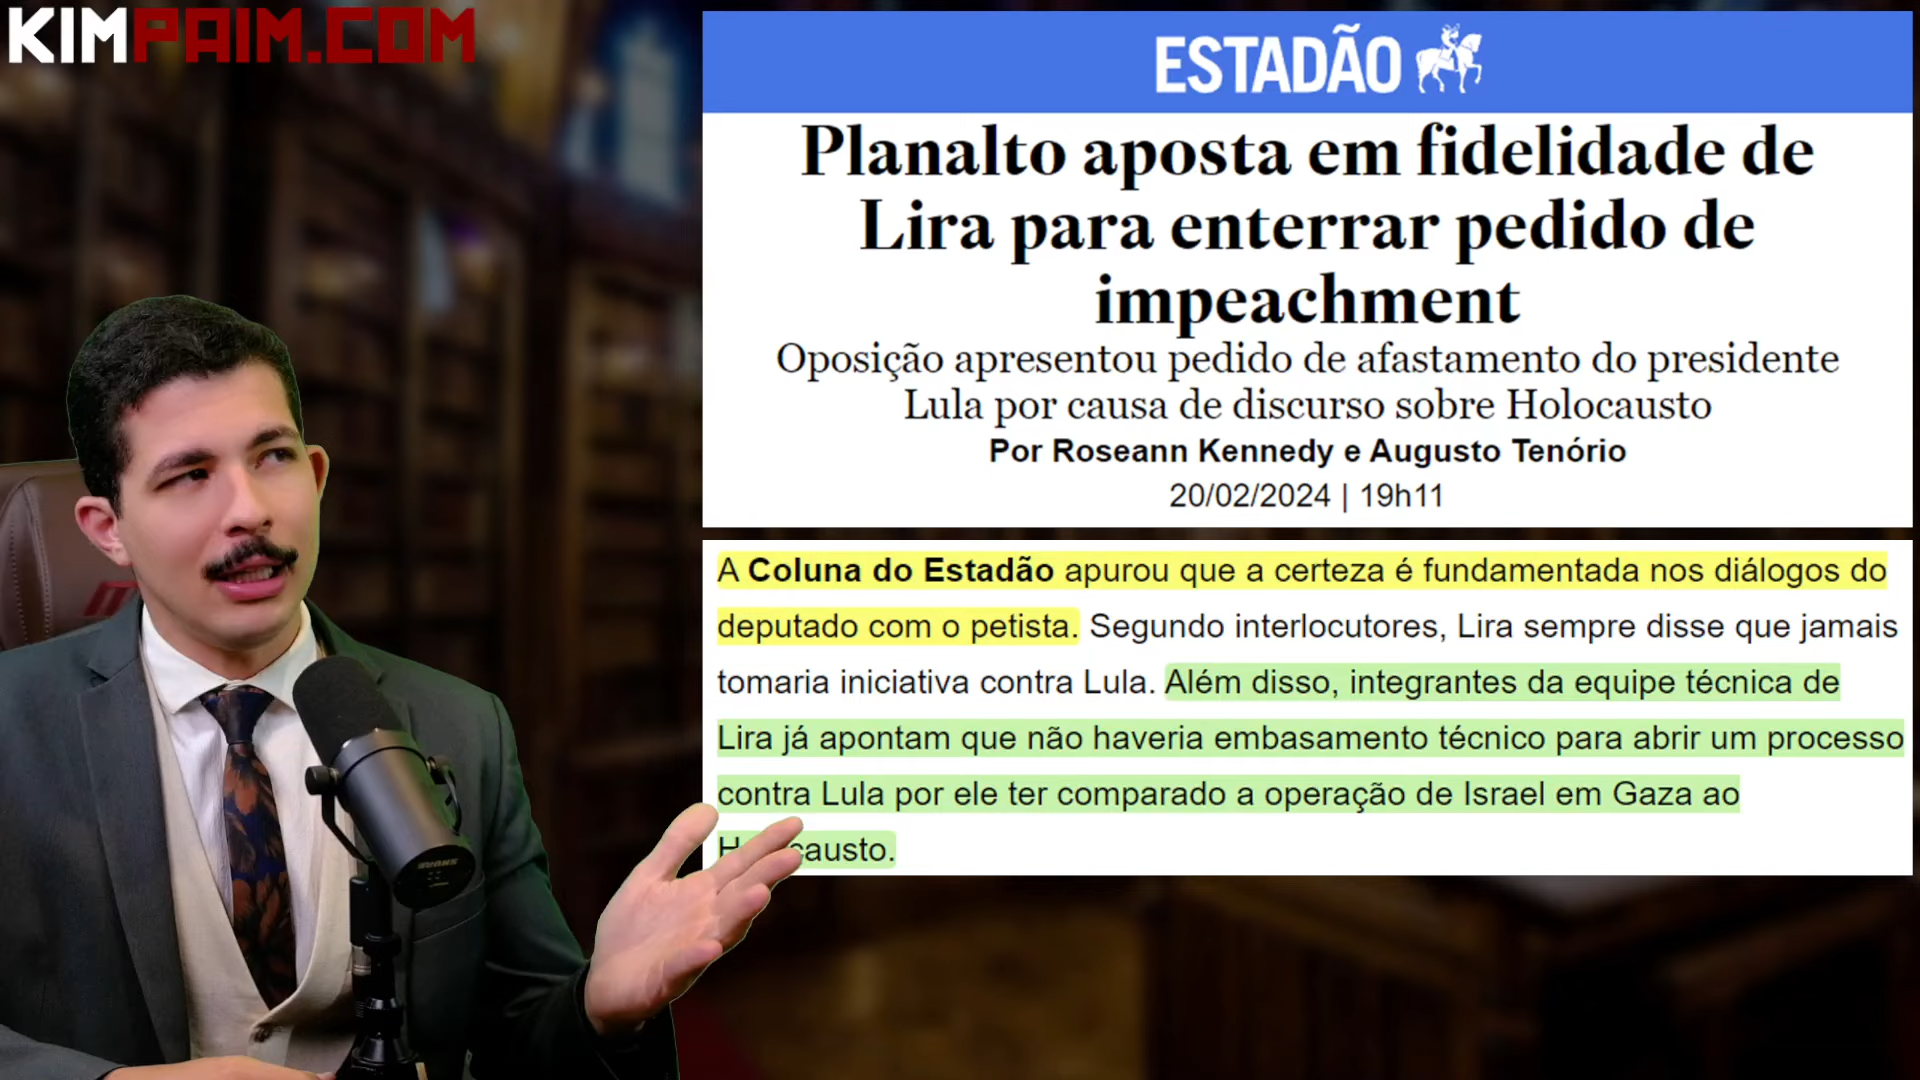 KIMPAIM.COM
ESTADÃO
Planalto aposta em fidelidade de
Lira para enterrar pedido de
impeachment
Oposição apresentou pedido de afastamento do presidente
Lula por causa de discurso sobre Holocausto
Por Roseann Kennedy e Augusto Tenório
20/02/2024 | 19h11
A Coluna do Estadão apurou que a certeza é fundamentada nos diálogos do
deputado com o petista. Segundo interlocutores, Lira sempre disse que jamais
tomaria iniciativa contra Lula. Além disso, integrantes da equipe técnica de
Lira já apontam que não haveria embasamento técnico para abrir um processo
contra Lula por ele ter comparado a operação de Israel em Gaza ao